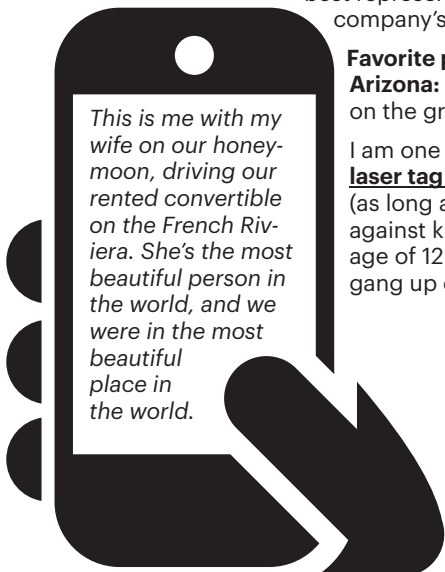 best represen
company's
Favorite p
Arizona:
on the gr
I am one
laser tag
(as long a
against k
age of 12
gang up
This is me with my
wife on our honey-
moon, driving our
rented convertible
on the French Riv-
iera. She's the most
beautiful person in
the world, and we
were in the most
beautiful
place in
the world.